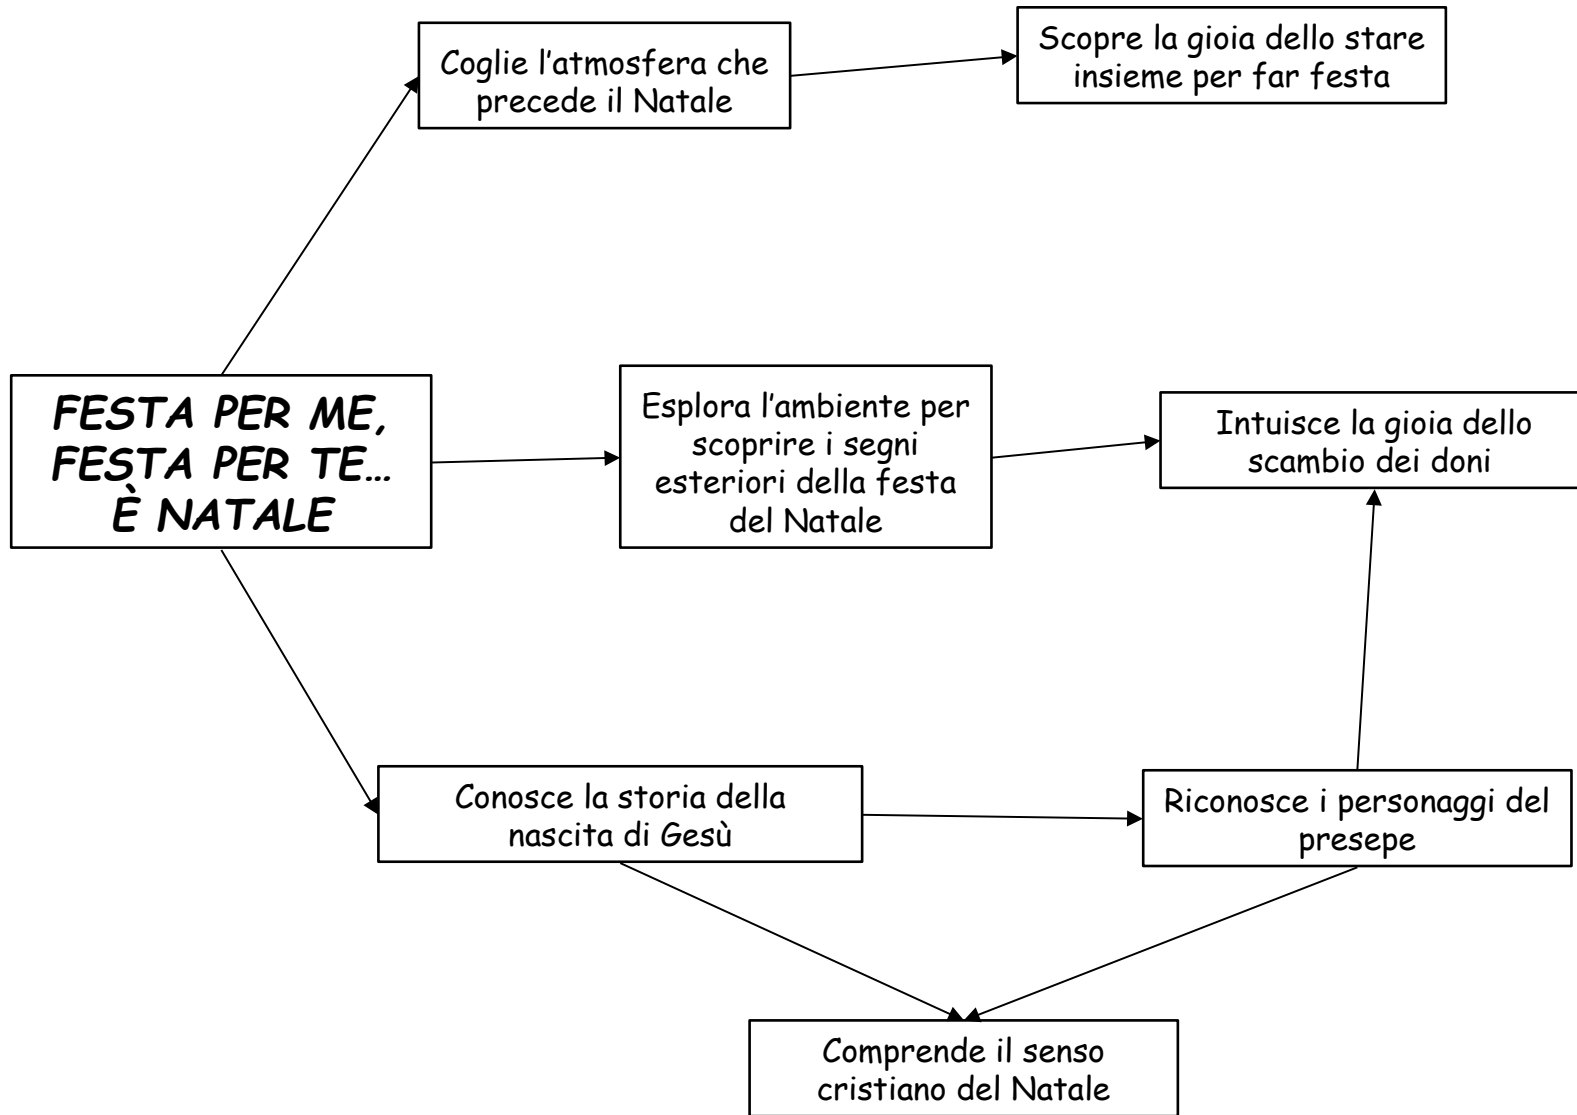 Coglie l'atmosfera che
precede il Natale
Scopre la gioia dello stare
insieme per far festa
FESTA PER ME,
FESTA PER TE...
È NATALE
Esplora l'ambiente per
scoprire i segni
esteriori della festa
del Natale
Intuisce la gioia dello
scambio dei doni
Conosce la storia della
nascita di Gesù
Riconosce i personaggi del
presepe
Comprende il senso
cristiano del Natale